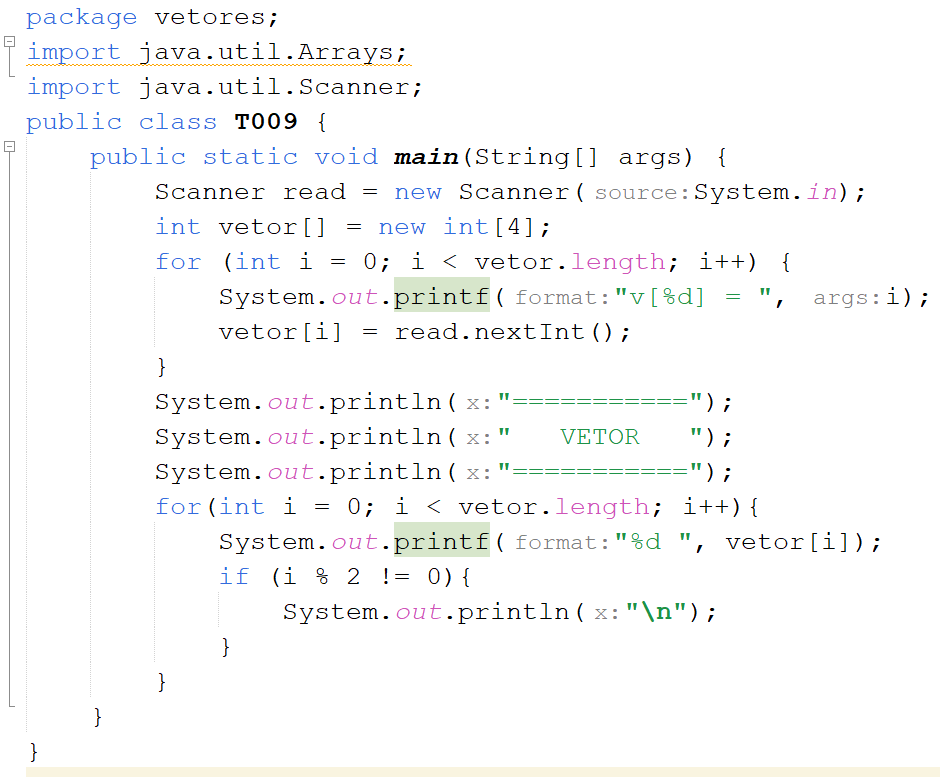 package vetores;
import java.util.Arrays;
import java.util.Scanner;
public class T009 {
    public static void main(String[] args) {
        Scanner read = new Scanner( source:System.in);
        int vetor[] = new int[4];
        for (int i = 0; i < vetor.length; i++) {
            System.out.printf( format:"v[%d] = ", args:i);
            vetor[i] = read.nextInt();
        }
        System.out.println( x:"===========");
        System.out.println( x:"   VETOR   ");
        System.out.println( x:"===========");
        for(int i = 0; i < vetor.length; i++){
            System.out.printf( format:"%d ", vetor[i]);
            if (i % 2 != 0){
                System.out.println( x:"\n");
            }
        }
    }
}